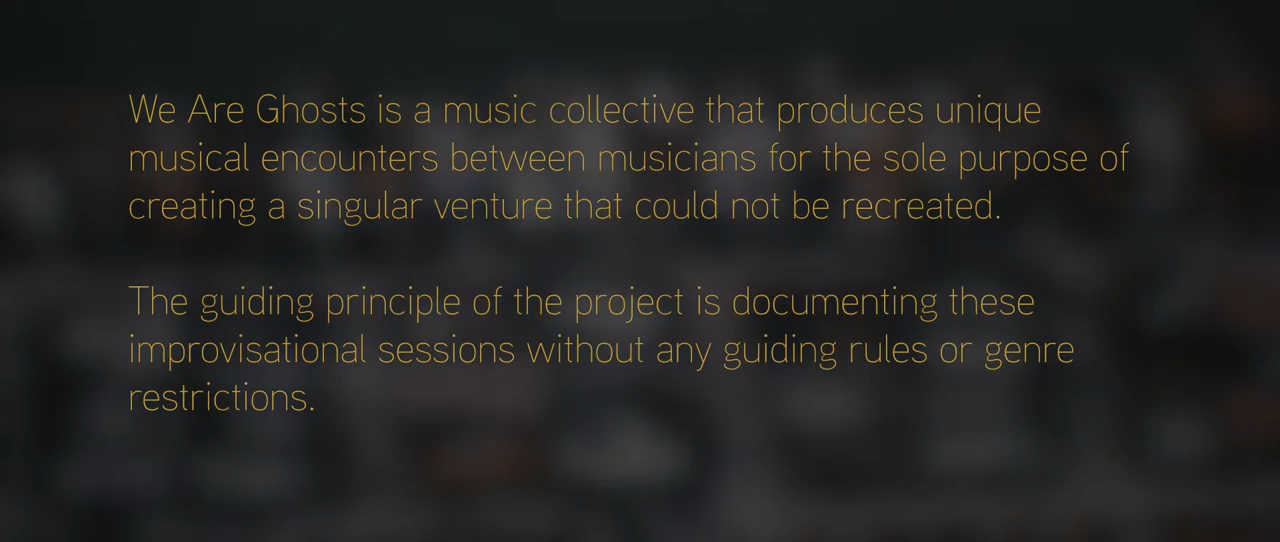 We Are Ghosts is a music collective that produces unique
musical encounters between musicians for the sole purpose of
creating a singular venture that could not be recreated.
The guiding principle of the project is documenting these
improvisational sessions without any guiding rules or genre
restrictions.